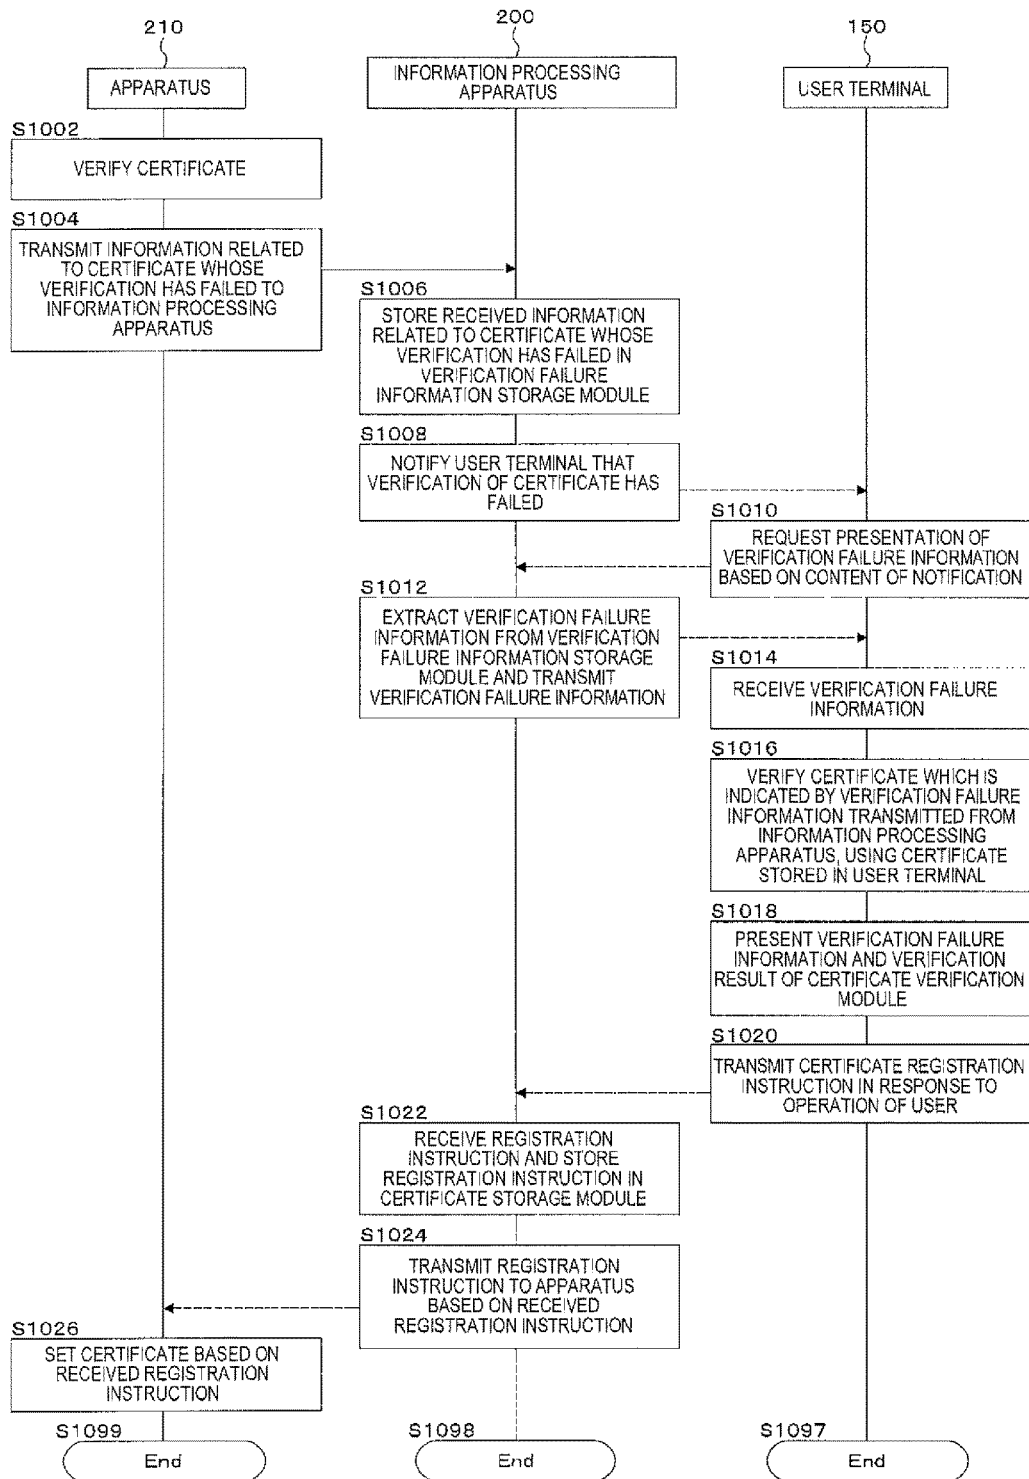 210
200
150
APPARATUS
INFORMATION PROCESSING
APPARATUS
USER TERMINAL
S1002
VERIFY CERTIFICATE
S1004
TRANSMIT INFORMATION RELATED
TO CERTIFICATE WHOSE
VERIFICATION HAS FAILED TO
INFORMATION PROCESSING
APPARATUS
S1006
STORE RECEIVED INFORMATION
RELATED TO CERTIFICATE WHOSE
VERIFICATION HAS FAILED IN
VERIFICATION FAILURE
INFORMATION STORAGE MODULE
S1008
NOTIFY USER TERMINAL THAT
VERIFICATION OF CERTIFICATE HAS
FAILED
S1010
REQUEST PRESENTATION OF
VERIFICATION FAILURE INFORMATION
BASED ON CONTENT OF NOTIFICATION
S1012
EXTRACT VERIFICATION FAILURE
INFORMATION FROM VERIFICATION
FAILURE INFORMATION STORAGE
MODULE AND TRANSMIT
VERIFICATION FAILURE INFORMATION
S1014
RECEIVE VERIFICATION FAILURE
INFORMATION
S1016
VERIFY CERTIFICATE WHICH IS
INDICATED BY VERIFICATION FAILURE
INFORMATION TRANSMITTED FROM
INFORMATION PROCESSING
APPARATUS, USING CERTIFICATE
STORED IN USER TERMINAL
S1018
PRESENT VERIFICATION FAILURE
INFORMATION AND VERIFICATION
RESULT OF CERTIFICATE VERIFICATION
MODULE
S1020
TRANSMIT CERTIFICATE REGISTRATION
INSTRUCTION IN RESPONSE TO
OPERATION OF USER
S1022
RECEIVE REGISTRATION
INSTRUCTION AND STORE
REGISTRATION INSTRUCTION IN
CERTIFICATE STORAGE MODULE
S1024
TRANSMIT REGISTRATION
INSTRUCTION TO APPARATUS
BASED ON RECEIVED
REGISTRATION INSTRUCTION
S1026
SET CERTIFICATE BASED ON
RECEIVED REGISTRATION
INSTRUCTION
S1099
End
S1098
End
S1097
End